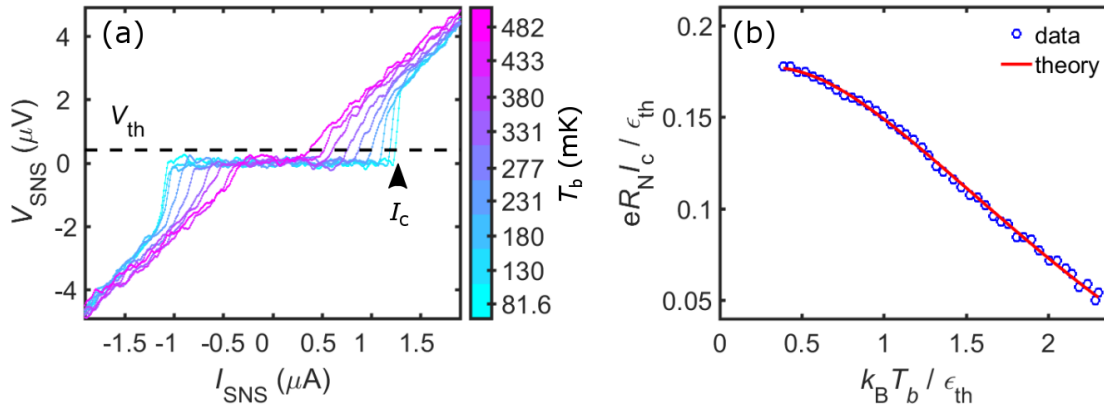 (a)
V_th
I_c
V_SNS (μV)
4
2
0
-2
-4
-1.5
-1
-0.5
0
0.5
1
1.5
I_SNS (μA)
482
433
380
331
277
231
180
130
81.6
T_b (mK)
(b)
data
theory
eR_N I_c / ϵ_th
0.2
0.15
0.1
0.05
0
0.5
1
1.5
2
k_B T_b / ϵ_th